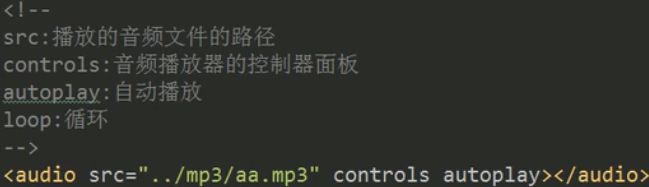 <!--
src:播放的音频文件的路径
controls:音频播放器的控制器面板
autoplay:自动播放
loop:循环
-->
<audio src="../mp3/aa.mp3" controls autoplay></audio>